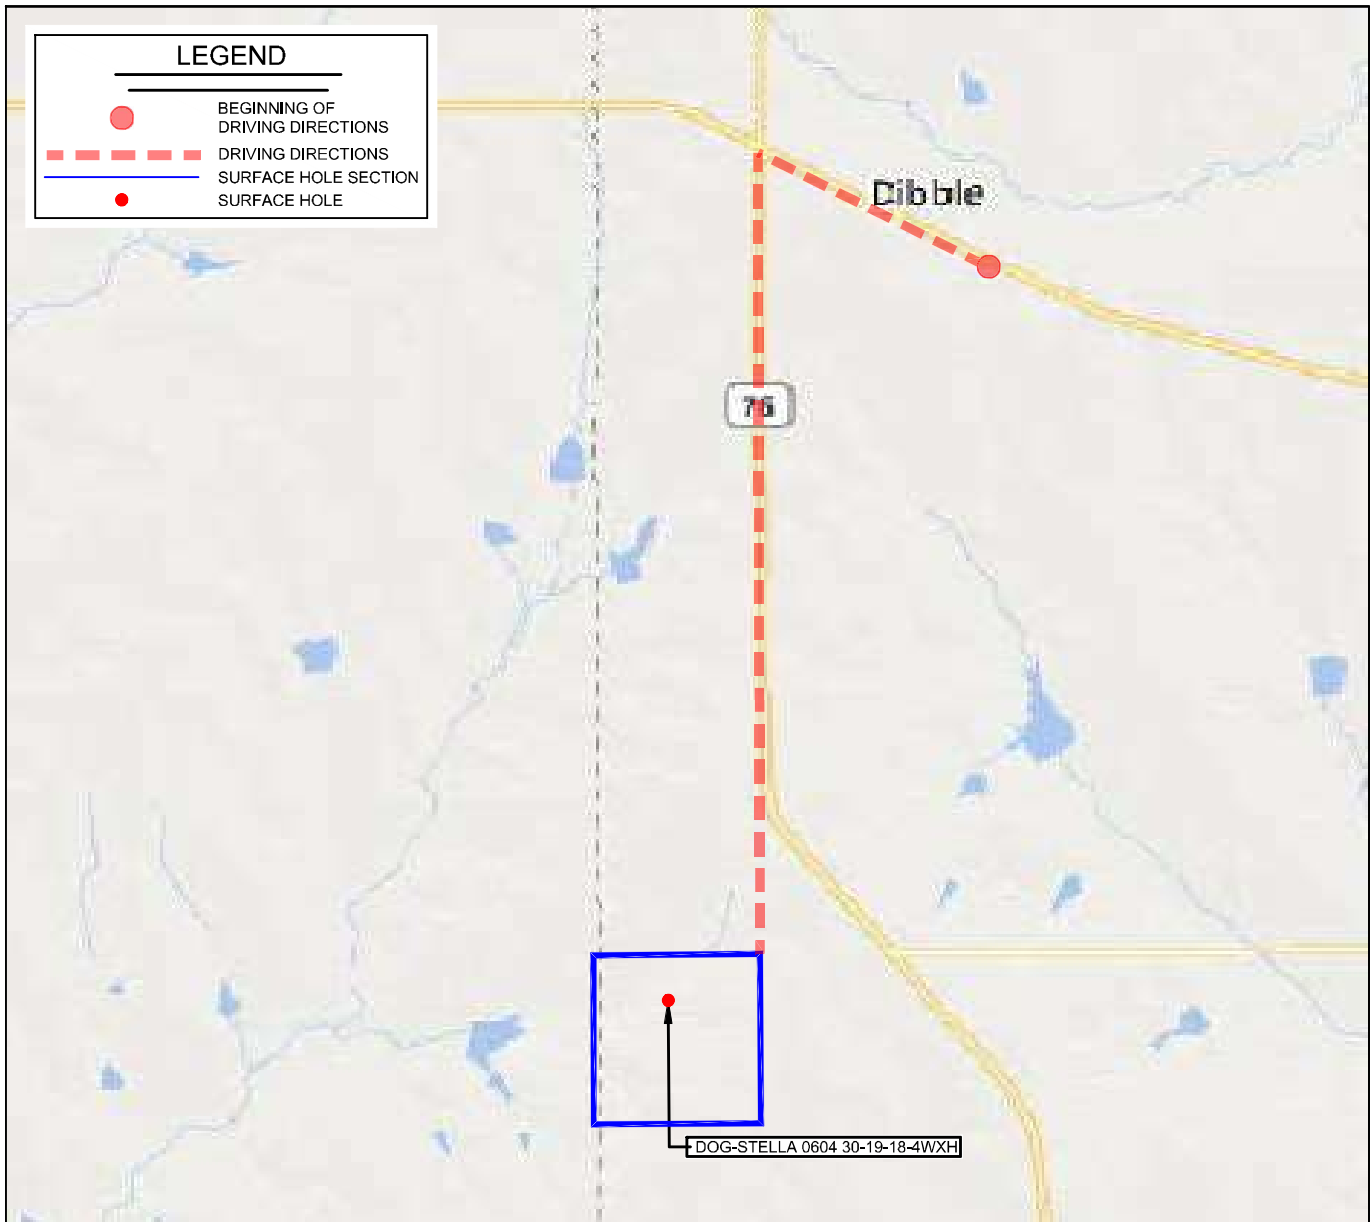 LEGEND
BEGINNING OF
DRIVING DIRECTIONS
DRIVING DIRECTIONS
SURFACE HOLE SECTION
SURFACE HOLE
Dibble
76
DOG-STELLA 0604 30-19-18-4WXH